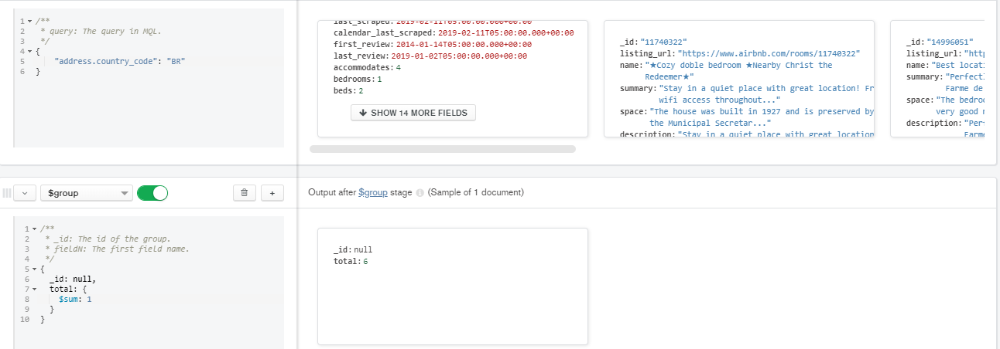 1 /**
2 * query: The query in MQL.
3 */
4 {
5 "address.country_code": "BR"
6 }
last_scraped: 2019-02-11T05:00:00.000+00:00
calendar_last_scraped: 2019-02-11T05:00:00.000+00:00
first_review: 2014-01-14T05:00:00.000+00:00
last_review: 2019-01-02T05:00:00.000+00:00
accommodates: 4
bedrooms: 1
beds: 2
SHOW 14 MORE FIELDS
_id: "11740322"
listing_url: "https://www.airbnb.com/rooms/11740322"
name: "★Cozy doble bedroom ★Nearby Christ the
Redeemer★"
summary: "Stay in a quiet place with great location! Fr
wifi access throughout..."
space: "The house was built in 1927 and is preserved by
the Municipal Secretar..."
description: "Stay in a quiet place with great location
_id: "14996051"
listing_url: "http
name: "Best locati
summary: "Perfectl
Farme de
space: "The bedroo
very good n
description: "Per
Farme
$group
+
Output after $group stage (Sample of 1 document)
1 /**
2 * _id: The id of the group.
3 * fieldN: The first field name.
4 */
5 {
6 _id: null,
7 total: {
8 $sum: 1
9 }
10 }
_id: null
total: 6